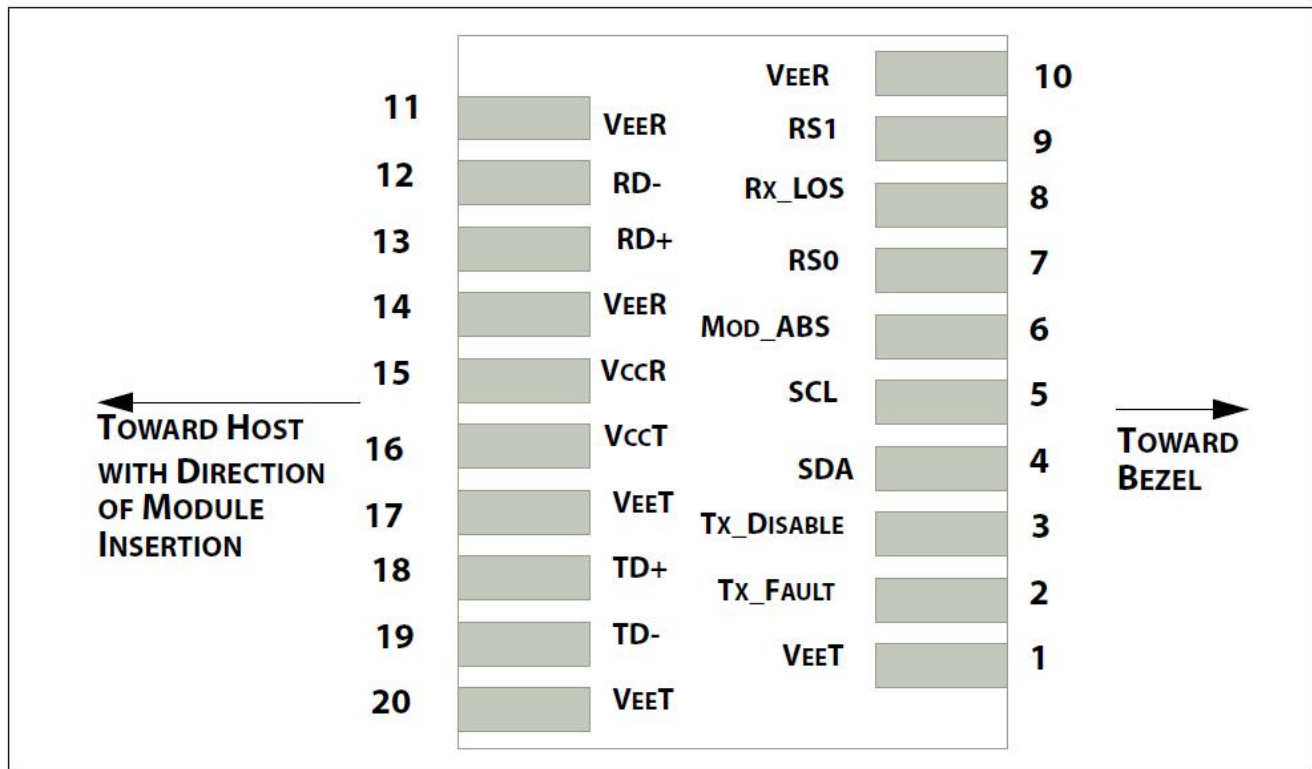 VEER 10
11 VEER
RS1 9
12 RD-
RX_LOS 8
13 RD+
RS0 7
14 VEER
MOD_ABS 6
15 VCCR
SCL 5
TOWARD HOST
WITH DIRECTION
OF MODULE
INSERTION
16 VCCT
TOWARD
BEZEL
SDA 4
17 VEET
TX_DISABLE 3
18 TD+
TX_FAULT 2
19 TD-
VEET 1
20 VEET